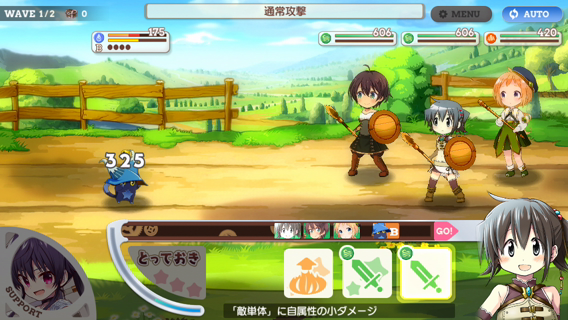 WAVE 1/2 0
通常攻撃
MENU
AUTO
175
B
606
606
420
325
B
GO!
とっておき
SUPPORT
「敵単体」に自属性の小ダメージ